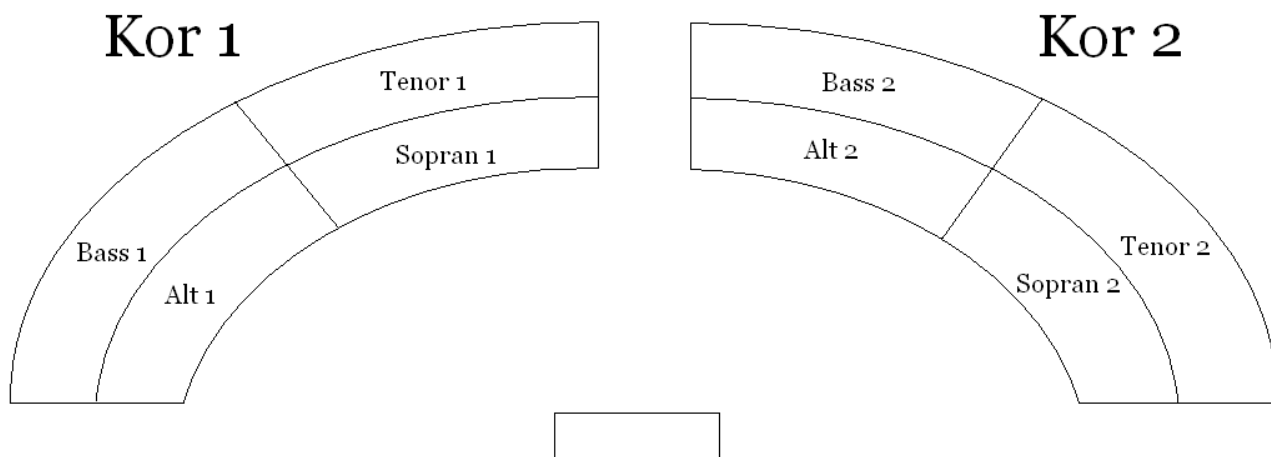 Kor 1
Kor 2
Tenor 1
Sopran 1
Bass 1
Alt 1
Bass 2
Alt 2
Tenor 2
Sopran 2